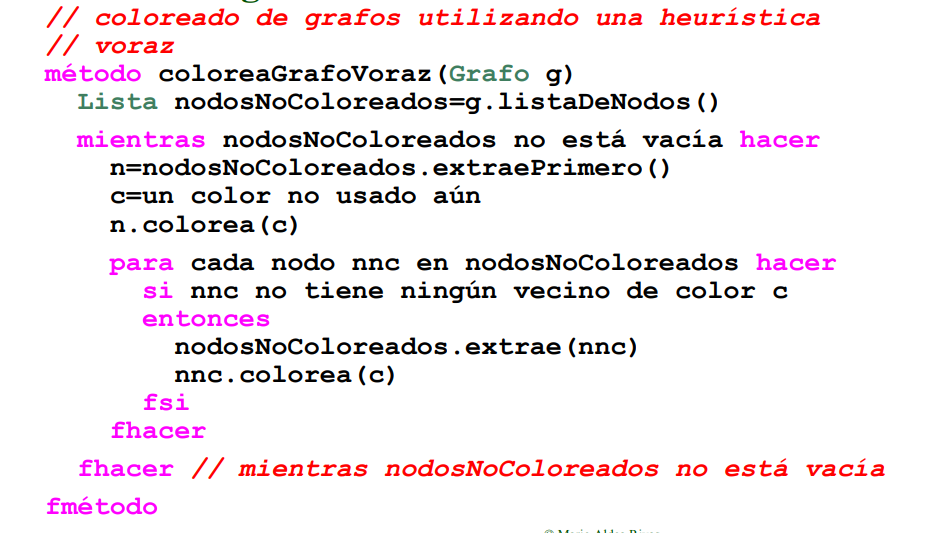 // coloreado de grafos utilizando una heurística
// voraz
método coloreaGrafoVoraz(Grafo g)
Lista nodosNoColoreados=g.listaDeNodos()
mientras nodosNoColoreados no está vacía hacer
n=nodosNoColoreados.extraePrimero()
c=un color no usado aún
n.colorea(c)
para cada nodo nnc en nodosNoColoreados hacer
si nnc no tiene ningún vecino de color c
entonces
nodosNoColoreados.extrae(nnc)
nnc.colorea(c)
fsi
fhacer
fhacer // mientras nodosNoColoreados no está vacía
fmétodo